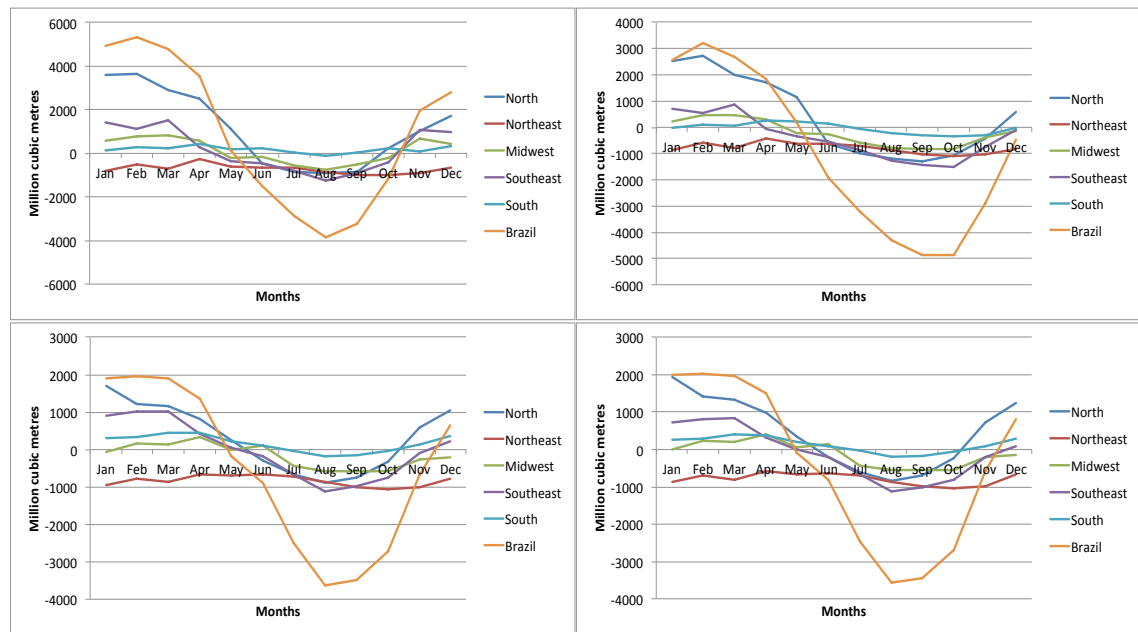 6000
4000
2000
0
-2000
-4000
-6000
Million cubic metres
Jan Feb Mar Apr May Jun Jul Aug Sep Oct Nov Dec
Months
North
Northeast
Midwest
Southeast
South
Brazil
5000
4000
3000
2000
1000
0
-1000
-2000
-3000
-4000
-5000
-6000
Million cubic metres
Jan Feb Mar Apr May Jun Jul Aug Sep Oct Nov Dec
Months
North
Northeast
Midwest
Southeast
South
Brazil
3000
2000
1000
0
-1000
-2000
-3000
-4000
Million cubic metres
Jan Feb Mar Apr May Jun Jul Aug Sep Oct Nov Dec
Months
North
Northeast
Midwest
Southeast
South
Brazil
3000
2000
1000
0
-1000
-2000
-3000
-4000
Million cubic metres
Jan Feb Mar Apr May Jun Jul Aug Sep Oct Nov Dec
Months
North
Northeast
Midwest
Southeast
South
Brazil